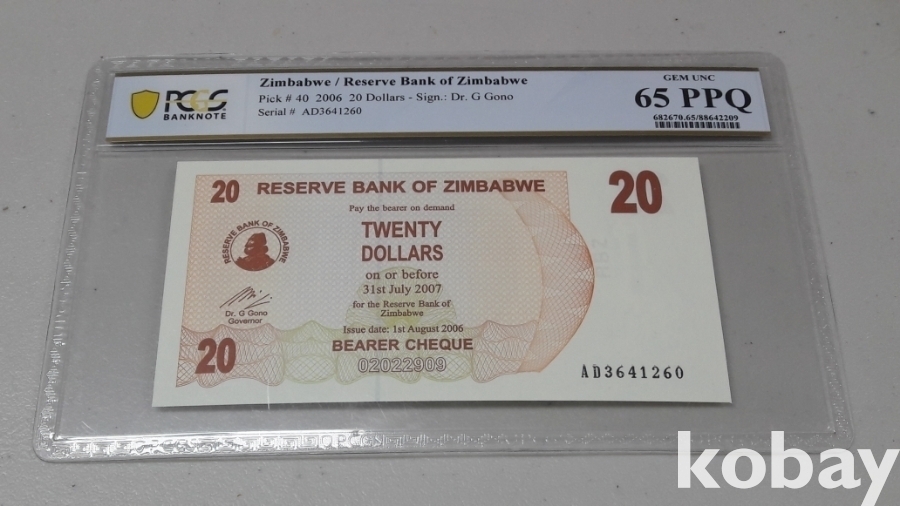 Zimbabwe / Reserve Bank of Zimbabwe
Pick # 40 2006 20 Dollars - Sign.: Dr. G Gono
Serial # AD3641260
PCGS
BANKNOTE
GEM UNC
65 PPQ
682670.65/88642209
20 RESERVE BANK OF ZIMBABWE 20
Pay the bearer on demand
TWENTY
DOLLARS
RESERVE BANK OF ZIMBABWE
on or before
31st July 2007
for the Reserve Bank of
Zimbabwe
Dr. G Gono
Governor
Issue date: 1st August 2006
20 BEARER CHEQUE
02022909
AD3641260
kobay